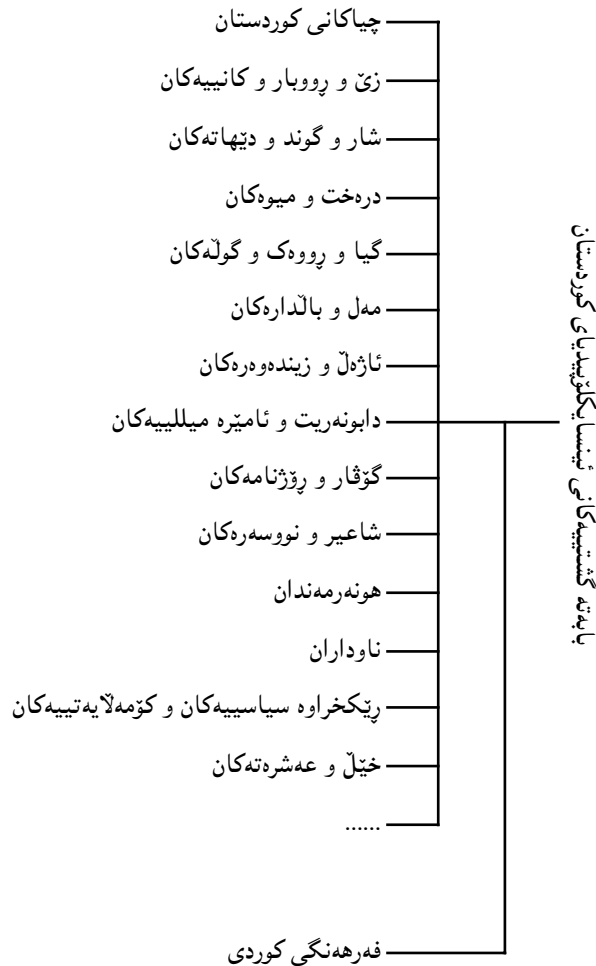 بابەتە گشتییەکانی ئینسایکلۆپیدیای کوردستان
چیاکانی کوردستان
زێ و ڕووبار و کانییەکان
شار و گوند و دێهاتەکان
درەخت و میوەکان
گیا و ڕووەک و گوڵەکان
مەل و باڵدارەکان
ئاژەڵ و زیندەوەرەکان
دابونەریت و ئامێرە میللییەکان
گۆڤار و ڕۆژنامەکان
شاعیر و نووسەرەکان
هونەرمەندان
ناوداران
ڕێکخراوە سیاسییەکان و کۆمەڵایەتییەکان
خێڵ و عەشرەتەکان
......
فەرهەنگی کوردی